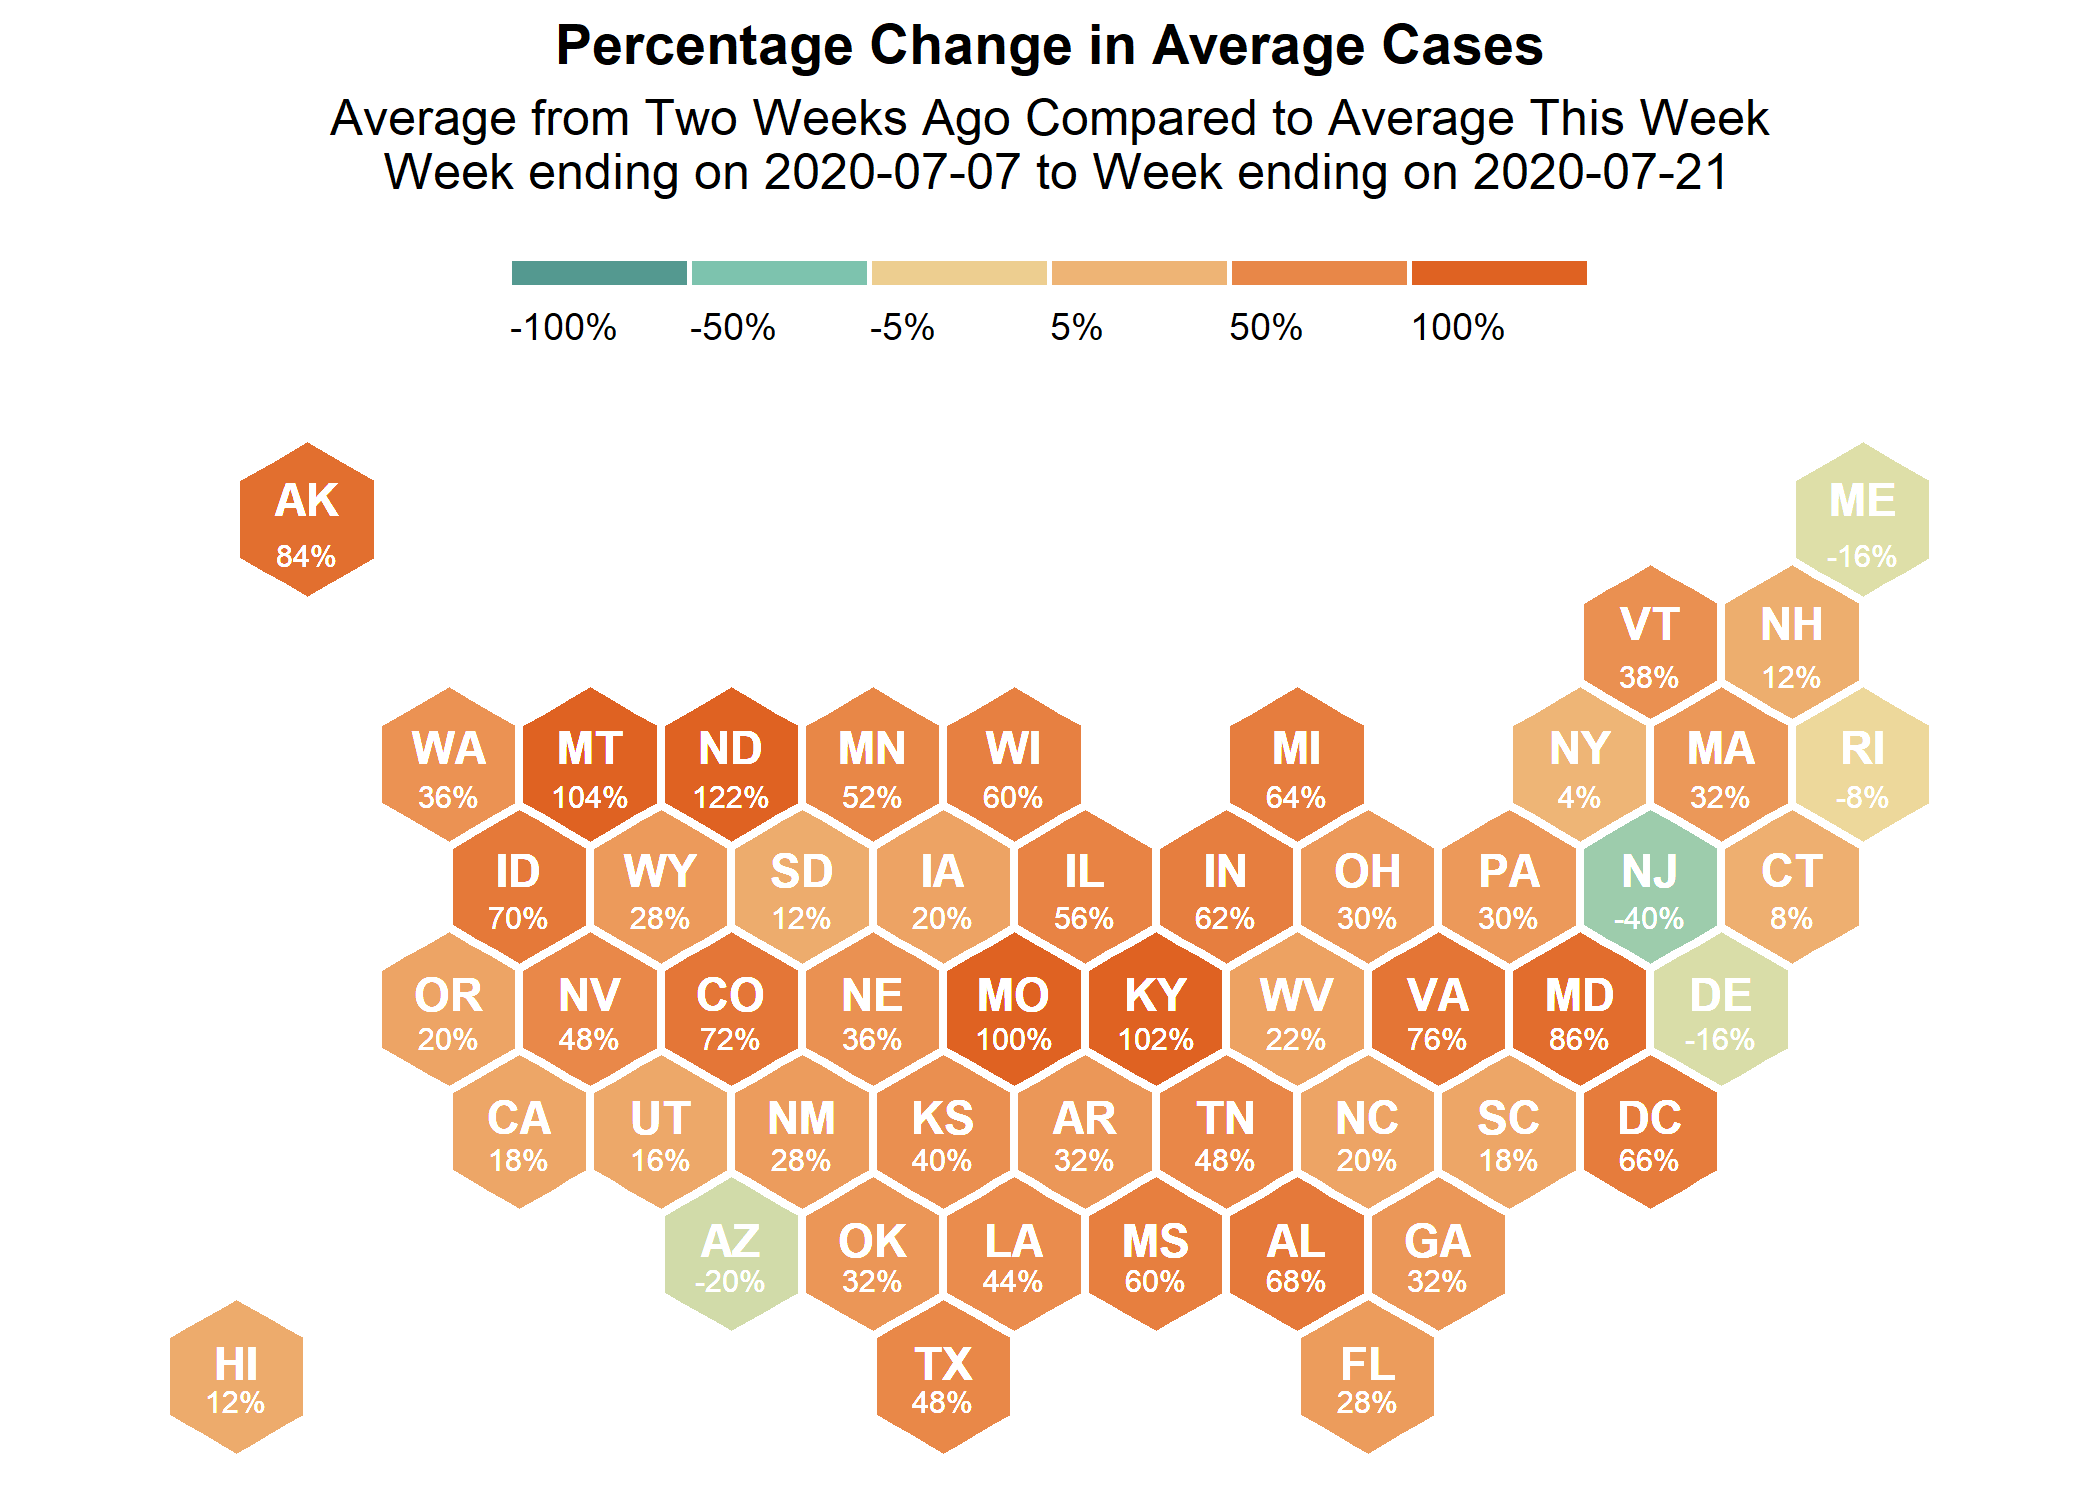 Percentage Change in Average Cases
Average from Two Weeks Ago Compared to Average This Week
Week ending on 2020-07-07 to Week ending on 2020-07-21
-100% -50% -5% 5% 50% 100%
AK ME
84% -16%
VT NH
38% 12%
WA MT ND MN WI MI NY MA RI
36% 104% 122% 52% 60% 64% 4% 32% -8%
ID WY SD IA IL IN OH PA NJ CT
70% 28% 12% 20% 56% 62% 30% 30% -40% 8%
OR NV CO NE MO KY WV VA MD DE
20% 48% 72% 36% 100% 102% 22% 76% 86% -16%
CA UT NM KS AR TN NC SC DC
18% 16% 28% 40% 32% 48% 20% 18% 66%
AZ OK LA MS AL GA
-20% 32% 44% 60% 68% 32%
HI TX FL
12% 48% 28%